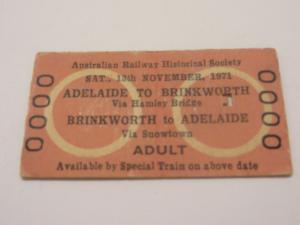 Australian Railway Historical Society
SAT., 13th NOVEMBER, 1971
ADELAIDE TO BRINKWORTH
Via Hamley Bridge
BRINKWORTH to ADELAIDE
Via Snowtown
ADULT
Available by Special Train on above date
0000
0000